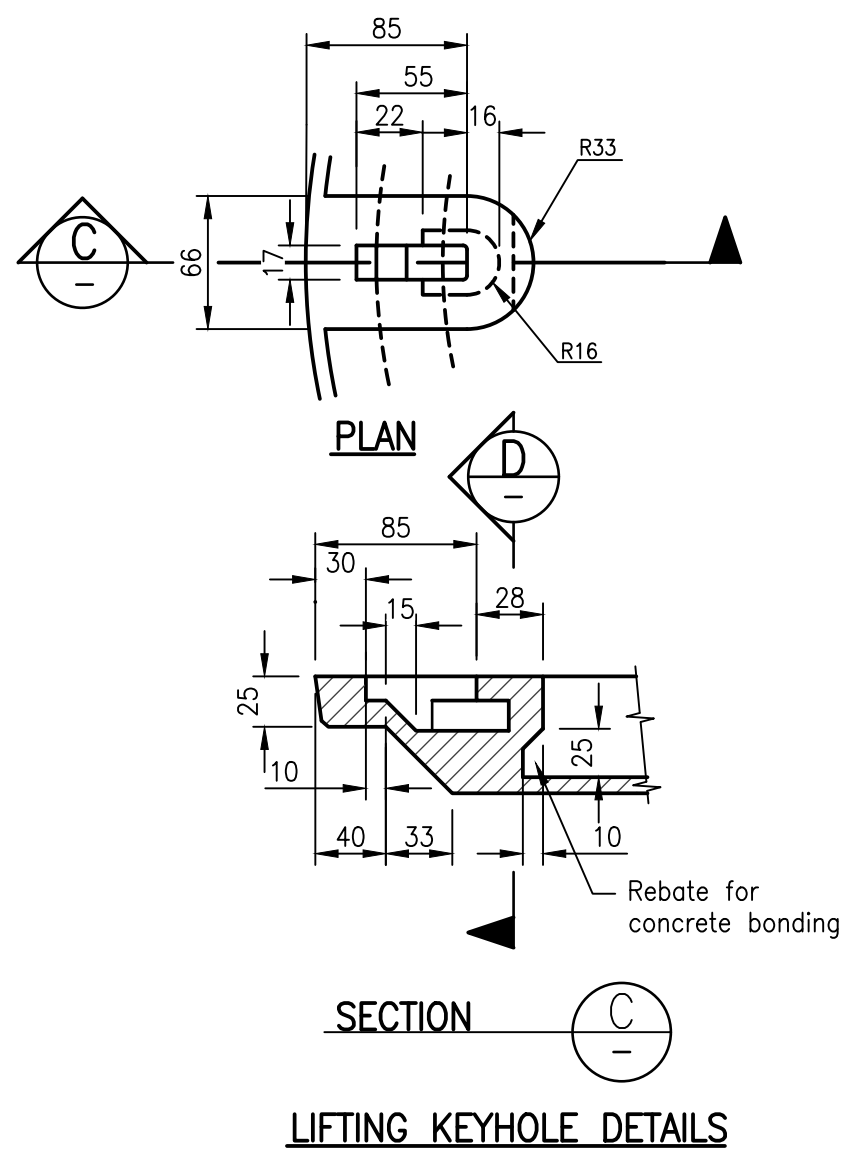 85
55
22
16
R33
C
–
66
17
R16
PLAN
D
–
85
30
15
28
25
25
10
40
33
10
Rebate for
concrete bonding
SECTION
C
–
LIFTING KEYHOLE DETAILS